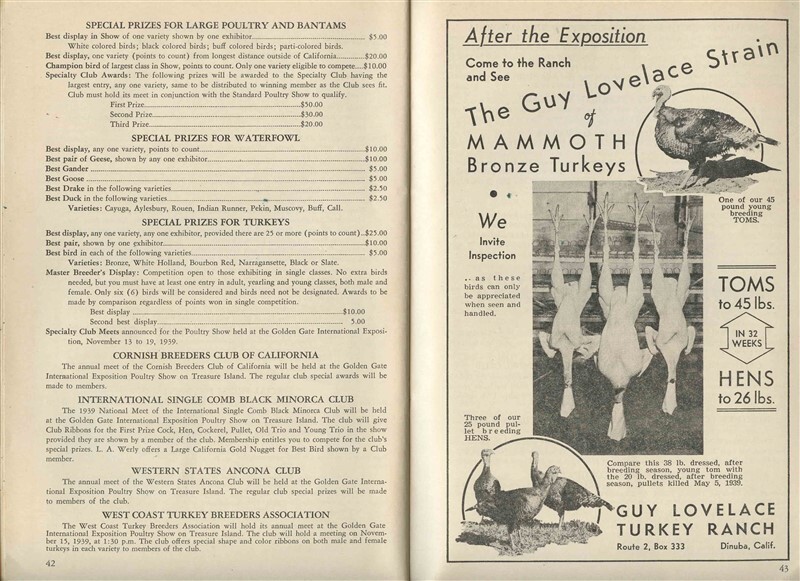 SPECIAL PRIZES FOR LARGE POULTRY AND BANTAMS
Best display in Show of one variety shown by one exhibitor.......... $5.00
White colored birds; black colored birds; buff colored birds; parti-colored birds.
Best display, one variety (points to count) from longest distance outside of California..........$20.00
Champion bird of largest class in Show, points to count. Only one variety eligible to compete....$10.00
Specialty Club Awards: The following prizes will be awarded to the Specialty Club having the
largest entry, any one variety, same to be distributed to winning member as the Club sees fit.
Club must hold its meet in conjunction with the Standard Poultry Show to qualify.
First Prize..........$50.00
Second Prize..........$30.00
Third Prize..........$20.00
SPECIAL PRIZES FOR WATERFOWL
Best display, any one variety, points to count..........$10.00
Best pair of Geese, shown by any one exhibitor..........$10.00
Best Gander.......... $5.00
Best Goose.......... $5.00
Best Drake in the following varieties.......... $2.50
Best Duck in the following varieties.......... $2.50
Varieties: Cayuga, Aylesbury, Rouen, Indian Runner, Pekin, Muscovy, Buff, Call.
SPECIAL PRIZES FOR TURKEYS
Best display, any one variety, any one exhibitor, provided there are 25 or more (points to count)..$25.00
Best pair, shown by one exhibitor..........$10.00
Best bird in each of the following varieties.......... $5.00
Varieties: Bronze, White Holland, Bourbon Red, Narragansette, Black or Slate.
Master Breeder's Display: Competition open to those exhibiting in single classes. No extra birds
needed, but you must have at least one entry in adult, yearling and young classes, both male and
female. Only six (6) birds will be considered and birds need not be designated. Awards to be
made by comparison regardless of points won in single competition.
Best display ..........$10.00
Second best display.......... 5.00
Specialty Club Meets announced for the Poultry Show held at the Golden Gate International Exposi-
tion, November 13 to 19, 1939.
CORNISH BREEDERS CLUB OF CALIFORNIA
The annual meet of the Cornish Breeders Club of California will be held at the Golden Gate
International Exposition Poultry Show on Treasure Island. The regular club special awards will be
made to members.
INTERNATIONAL SINGLE COMB BLACK MINORCA CLUB
The 1939 National Meet of the International Single Comb Black Minorca Club will be held
at the Golden Gate International Exposition Poultry Show on Treasure Island. The club will give
Club Ribbons for the First Prize Cock, Hen, Cockerel, Pullet, Old Trio and Young Trio in the show
provided they are shown by a member of the club. Membership entitles you to compete for the club's
special prizes. L. A. Werly offers a Large California Gold Nugget for Best Bird shown by a Club
member.
WESTERN STATES ANCONA CLUB
The annual meet of the Western States Ancona Club will be held at the Golden Gate Interna-
tional Exposition Poultry Show on Treasure Island. The regular club special prizes will be made
to members of the club.
WEST COAST TURKEY BREEDERS ASSOCIATION
The West Coast Turkey Breeders Association will hold its annual meet at the Golden Gate
International Exposition Poultry Show on Treasure Island. The club will hold a meeting on Novem-
ber 15, 1939, at 1:30 p.m. The club offers special shape and color ribbons on both male and female
turkeys in each variety to members of the club.
42
After the Exposition
Come to the Ranch
and See
The Guy Lovelace Strain
of
MAMMOTH
Bronze Turkeys
One of our 45
pound young
breeding
TOMS.
We
Invite
Inspection
.. as these
birds can only
be appreciated
when seen and
handled.
TOMS
to 45 lbs.
IN 32
WEEKS
HENS
to 26 lbs.
Three of our
25 pound pul-
let breeding
HENS.
Compare this 38 lb. dressed, after
breeding season, young tom with
the 20 lb. dressed, after breeding
season, pullets killed May 5, 1939.
GUY LOVELACE
TURKEY RANCH
Route 2, Box 333 Dinuba, Calif.
43